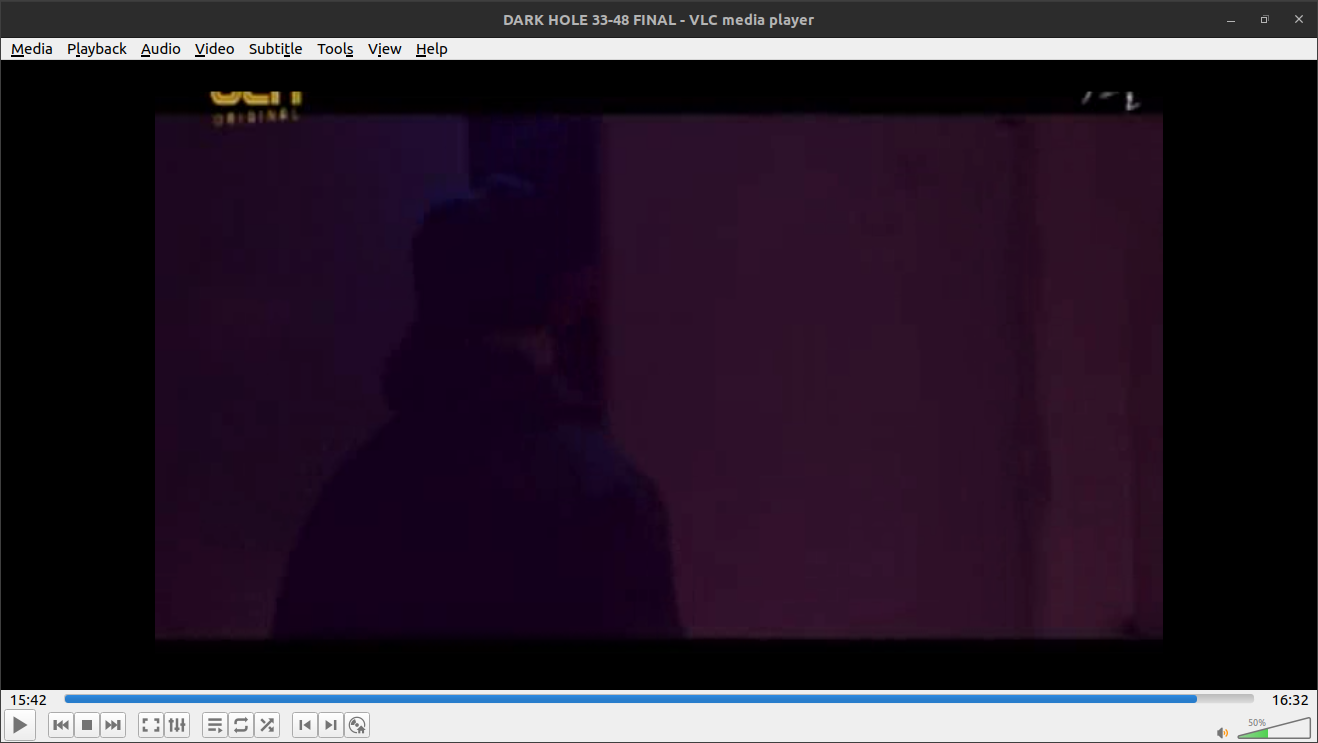 DARK HOLE 33-48 FINAL - VLC media player
Media Playback Audio Video Subtitle Tools View Help
ORIGINAL
15:42 16:32
50%